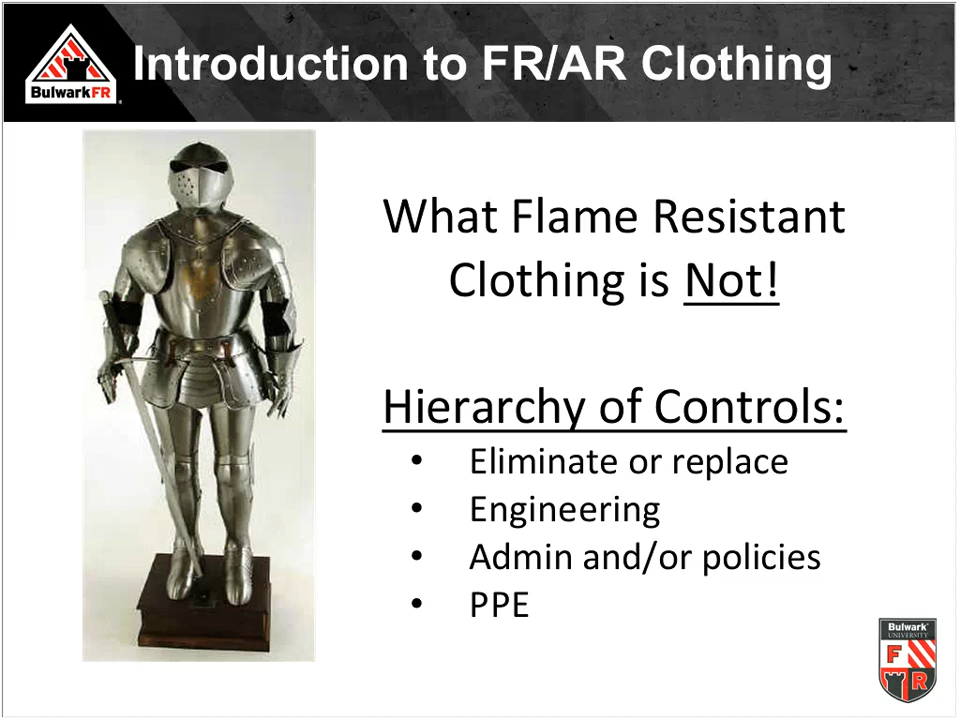 BulwarkFR
Introduction to FR/AR Clothing
What Flame Resistant
Clothing is Not!
Hierarchy of Controls:
• Eliminate or replace
• Engineering
• Admin and/or policies
• PPE
Bulwark
UNIVERSITY
F
R